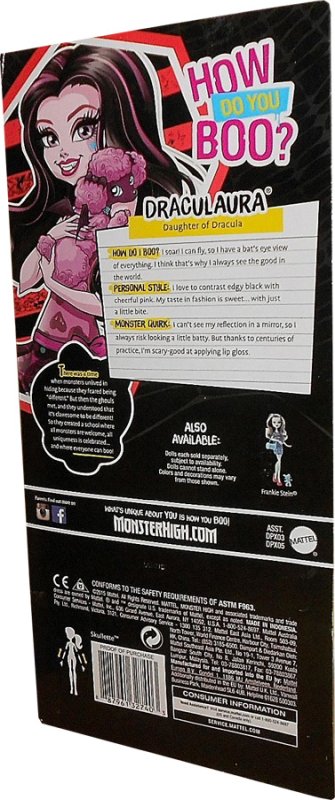 HOW
DO YOU
BOO?
DRACULAURA®
Daughter of Dracula
HOW DO I BOO? I soar! I can fly, so I have a bat's eye view
of everything. I think that's why I always see the good in
the world.
PERSONAL STYLE: I love to contrast edgy black with
cheerful pink. My taste in fashion is sweet... with just
a little bite.
MONSTER QUIRK: I can't see my reflection in a mirror, so I
always risk looking a little batty. But thanks to centuries of
practice, I'm scary-good at applying lip gloss.
There was a time
when monsters unlived in
hiding because they feared being
"different." But then the ghouls
met, and they understood that
it's clawesome to be different!
So they created a school where
all monsters are welcome, all
uniqueness is celebrated...
and where everyone can boo!
ALSO
AVAILABLE:
Dolls each sold separately,
subject to availability.
Dolls cannot stand alone.
Colors and decorations may vary
from those shown.
Frankie Stein®
Parents: find out more on
WHAT'S UNIQUE ABOUT YOU IS HOW YOU BOO!
MONSTERHIGH.COM
ASST.
DPX03
DPX05
MATTEL
CE
CONFORMS TO THE SAFETY REQUIREMENTS OF ASTM F963.
©2015 Mattel. All Rights Reserved. MATTEL, MONSTER HIGH and associated trademarks and trade
MADE IN INDONESIA.
Skullette™
PROOF OF PURCHASE
CONSUMER INFORMATION
SERVICE.MATTEL.COM